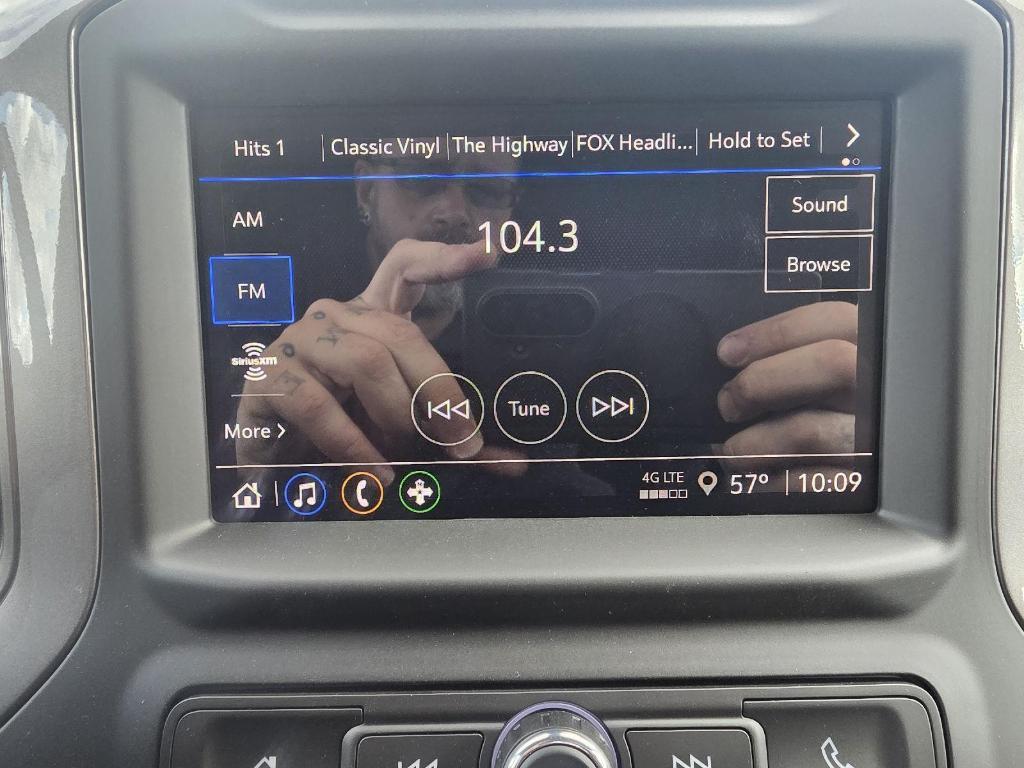 Hits 1 Classic Vinyl The Highway FOX Headli... Hold to Set
AM
104.3
Sound
Browse
FM
SiriusXM
Tune
More
4G LTE
57° 10:09